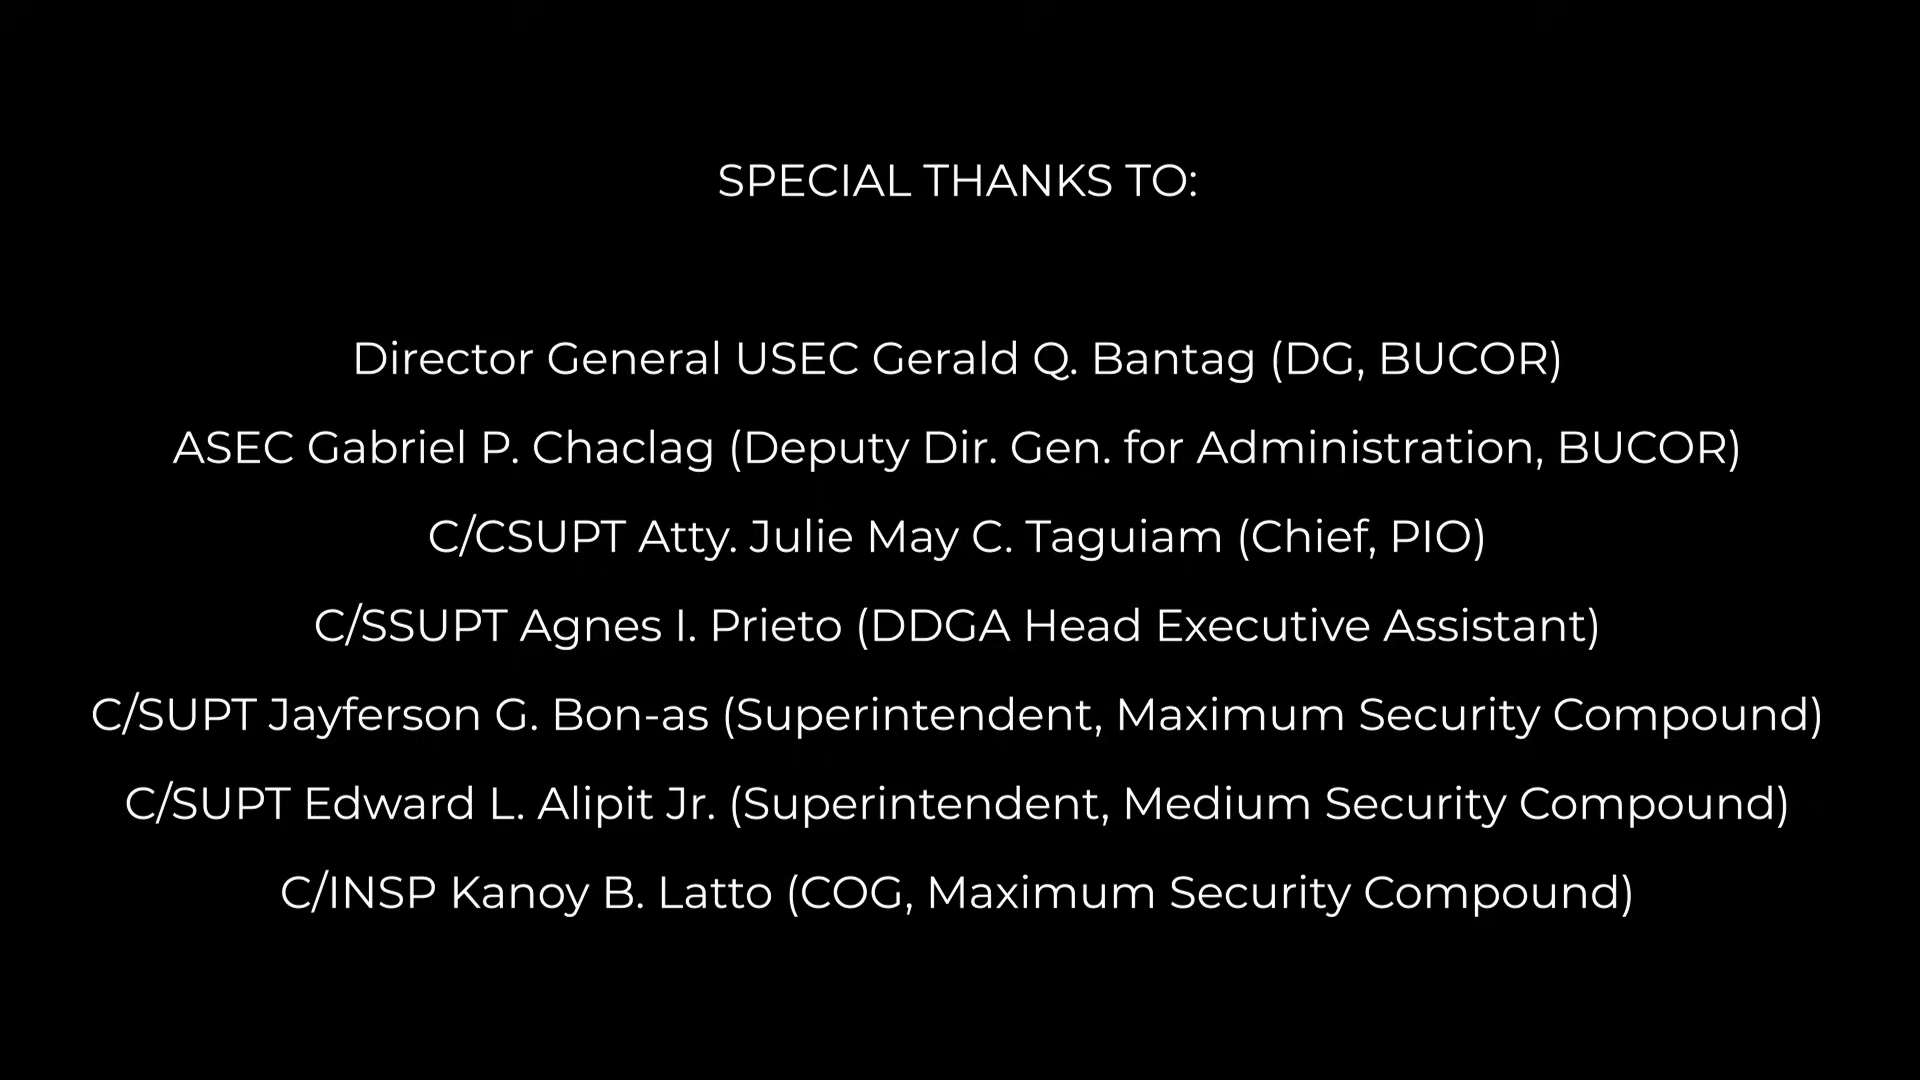 SPECIAL THANKS TO:
Director General USEC Gerald Q. Bantag (DG, BUCOR)
ASEC Gabriel P. Chaclag (Deputy Dir. Gen. for Administration, BUCOR)
C/CSUPT Atty. Julie May C. Taguiam (Chief, PIO)
C/SSUPT Agnes I. Prieto (DDGA Head Executive Assistant)
C/SUPT Jayferson G. Bon-as (Superintendent, Maximum Security Compound)
C/SUPT Edward L. Alipit Jr. (Superintendent, Medium Security Compound)
C/INSP Kanoy B. Latto (COG, Maximum Security Compound)